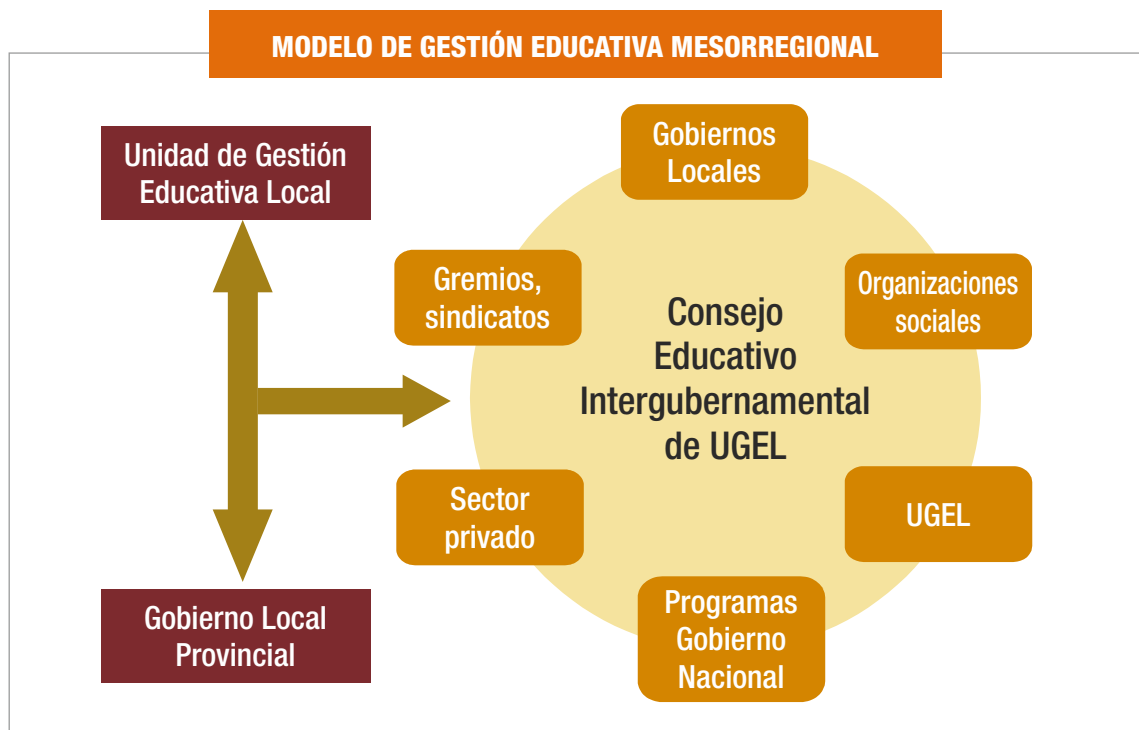 MODELO DE GESTIÓN EDUCATIVA MESORREGIONAL
Unidad de Gestión
Educativa Local
Gobierno Local
Provincial
Gobiernos
Locales
Gremios,
sindicatos
Organizaciones
sociales
Consejo
Educativo
Intergubernamental
de UGEL
Sector
privado
UGEL
Programas
Gobierno
Nacional